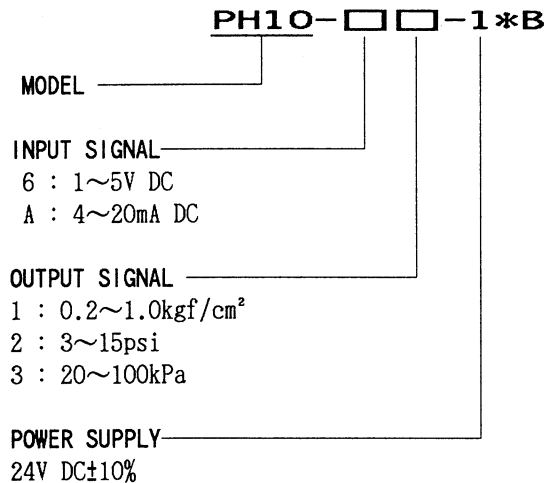 PH10-□□-1*B
MODEL
INPUT SIGNAL
6 : 1~5V DC
A : 4~20mA DC
OUTPUT SIGNAL
1 : 0.2~1.0kgf/cm²
2 : 3~15psi
3 : 20~100kPa
POWER SUPPLY
24V DC±10%